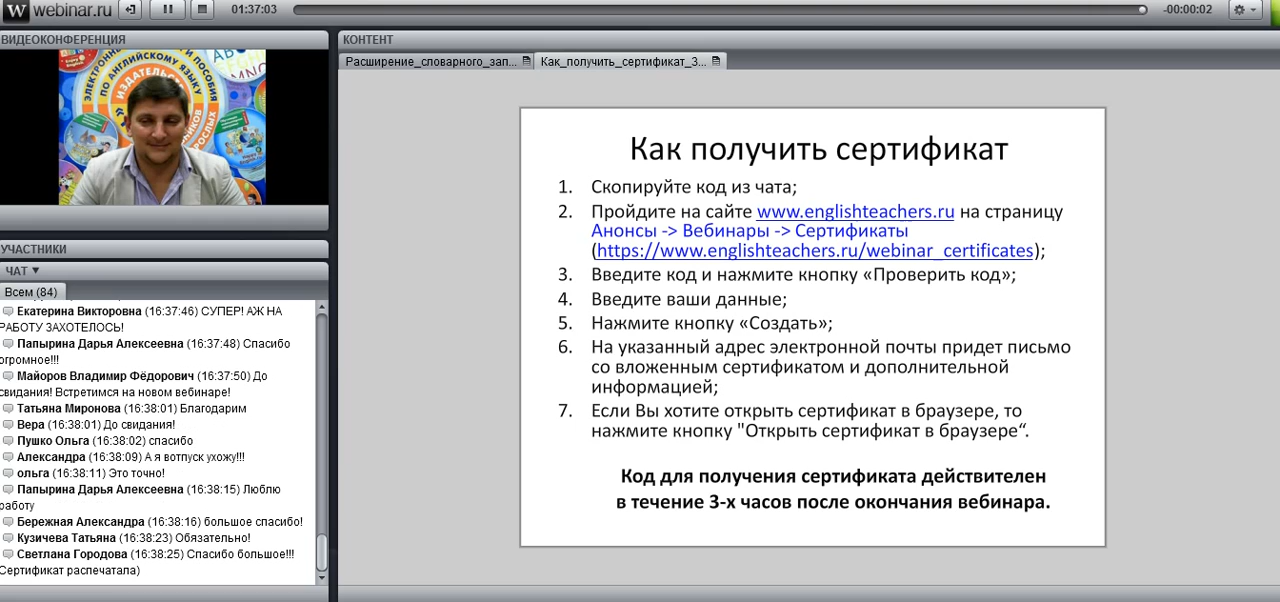 W webinar.ru 01:37:03 -00:00:02
ВИДЕОКОНФЕРЕНЦИЯ
ЭЛЕКТРОННЫЕ
ПОСОБИЯ
ПО АНГЛИЙСКОМУ ЯЗЫКУ
УЧАСТНИКИ
ЧАТ
Всем (84)
Екатерина Викторовна (16:37:46) СУПЕР! АЖ НА
РАБОТУ ЗАХОТЕЛОСЬ!
Папырина Дарья Алексеевна (16:37:48) Спасибо
огромное!!!
Майоров Владимир Фёдорович (16:37:50) До
свидания! Встретимся на новом вебинаре!
Татьяна Миронова (16:38:01) Благодарим
Вера (16:38:01) До свидания!
Пушко Ольга (16:38:02) спасибо
Александра (16:38:09) А я вотпуск ухожу!!!
ольга (16:38:11) Это точно!
Папырина Дарья Алексеевна (16:38:15) Люблю
работу
Бережная Александра (16:38:16) большое спасибо!
Кузичева Татьяна (16:38:23) Обязательно!
Светлана Городова (16:38:25) Спасибо большое!!!
Сертификат распечатала)
КОНТЕНТ
Расширение_словарного_зап... Как_получить_сертификат_3...
Как получить сертификат
1. Скопируйте код из чата;
2. Пройдите на сайте www.englishteachers.ru на страницу
Анонсы -> Вебинары -> Сертификаты
(https://www.englishteachers.ru/webinar_certificates);
3. Введите код и нажмите кнопку «Проверить код»;
4. Введите ваши данные;
5. Нажмите кнопку «Создать»;
6. На указанный адрес электронной почты придет письмо
со вложенным сертификатом и дополнительной
информацией;
7. Если Вы хотите открыть сертификат в браузере, то
нажмите кнопку "Открыть сертификат в браузере“.
Код для получения сертификата действителен
в течение 3-х часов после окончания вебинара.